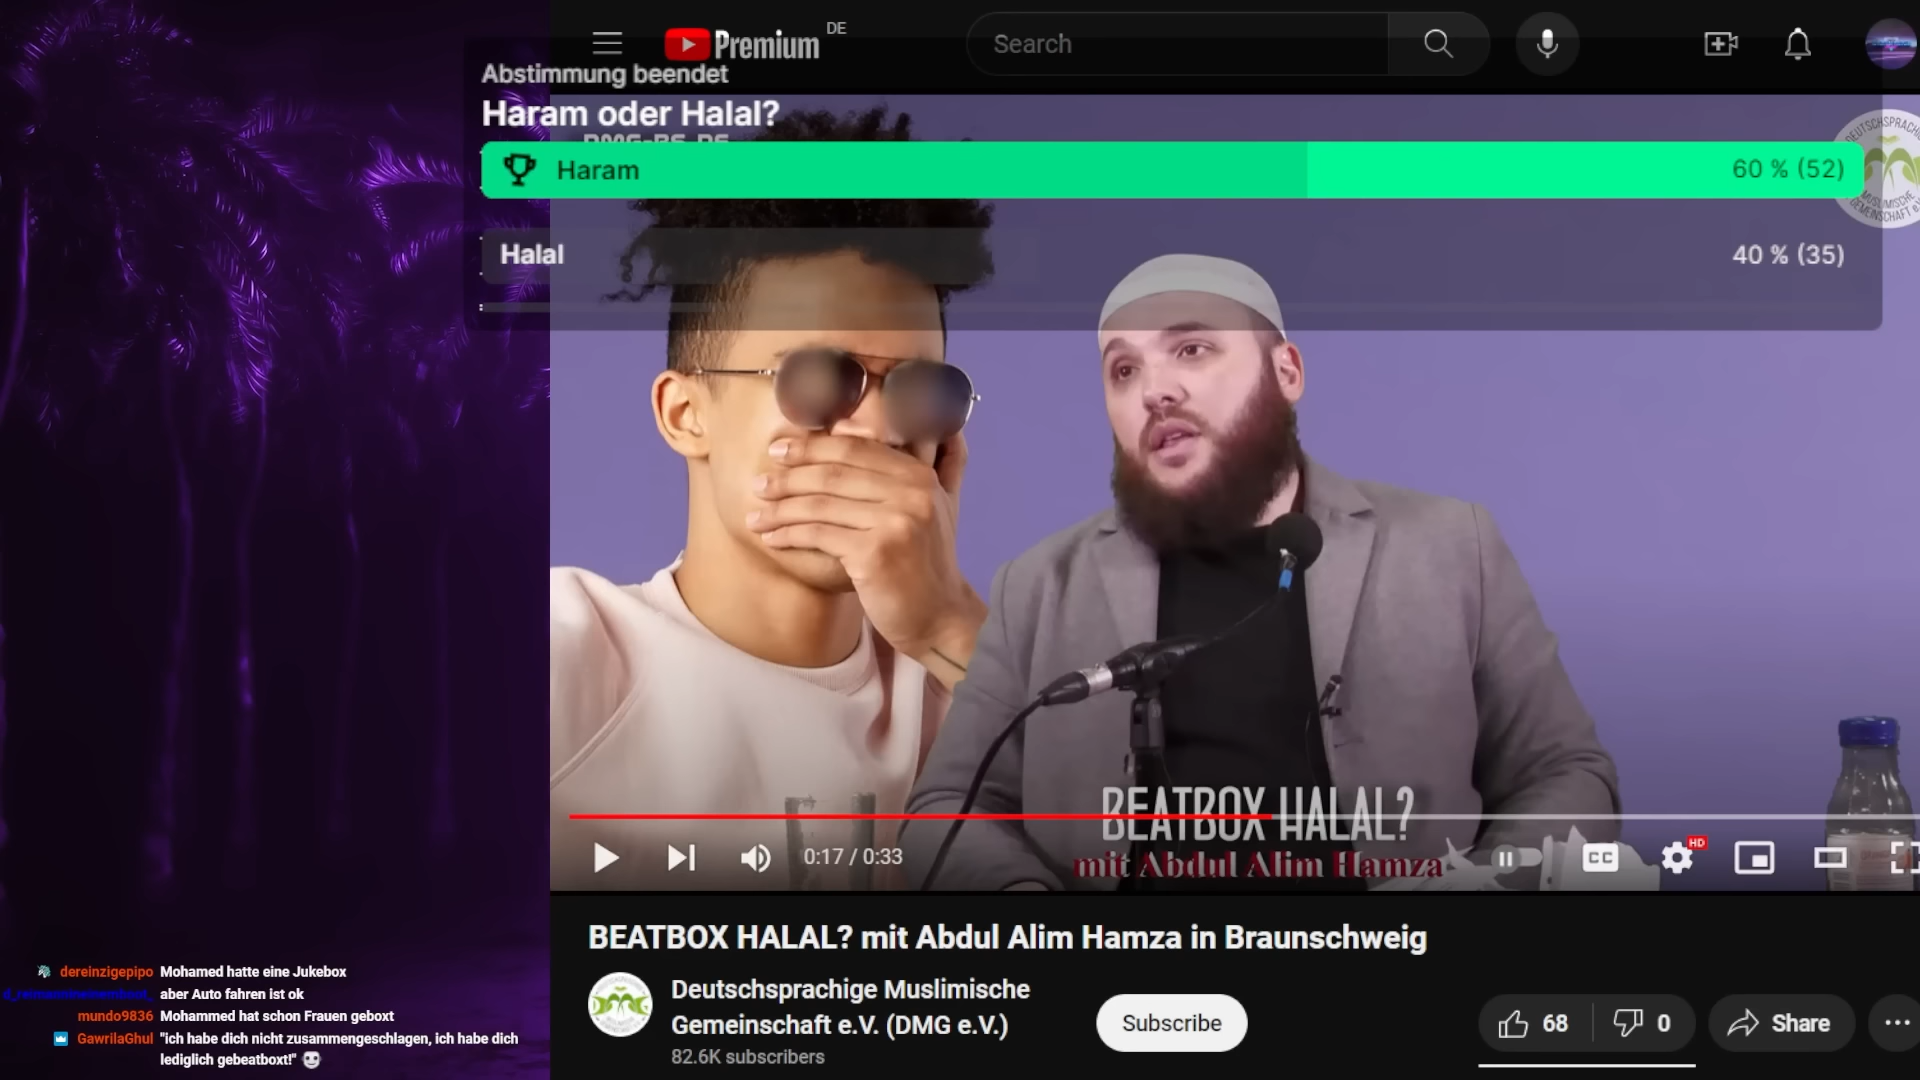 DE
Premium
Search
Abstimmung beendet
Haram oder Halal?
Haram
60 % (52)
Halal
40 % (35)
BEATBOX HALAL?
mit Abdul Alim Hamza
0:17 / 0:33
CC
HD
BEATBOX HALAL? mit Abdul Alim Hamza in Braunschweig
Deutschsprachige Muslimische
Gemeinschaft e.V. (DMG e.V.)
82.6K subscribers
Subscribe
68
0
Share
dereinzigepipo Mohamed hatte eine Jukebox
aber Auto fahren ist ok
mundo9836 Mohammed hat schon Frauen geboxt
GawrilaGhul "ich habe dich nicht zusammengeschlagen, ich habe dich
lediglich gebeatboxt!"